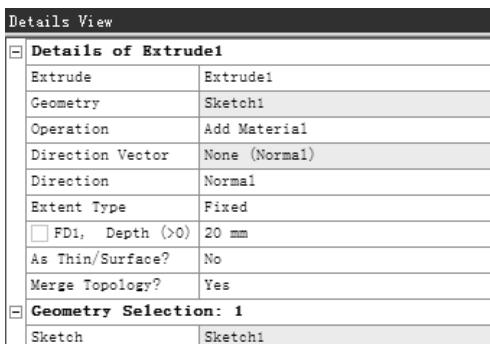 Details View
Details of Extrude1
Extrude Extrude1
Geometry Sketch1
Operation Add Material
Direction Vector None (Normal)
Direction Normal
Extent Type Fixed
FD1, Depth (>0) 20 mm
As Thin/Surface? No
Merge Topology? Yes
Geometry Selection: 1
Sketch Sketch1